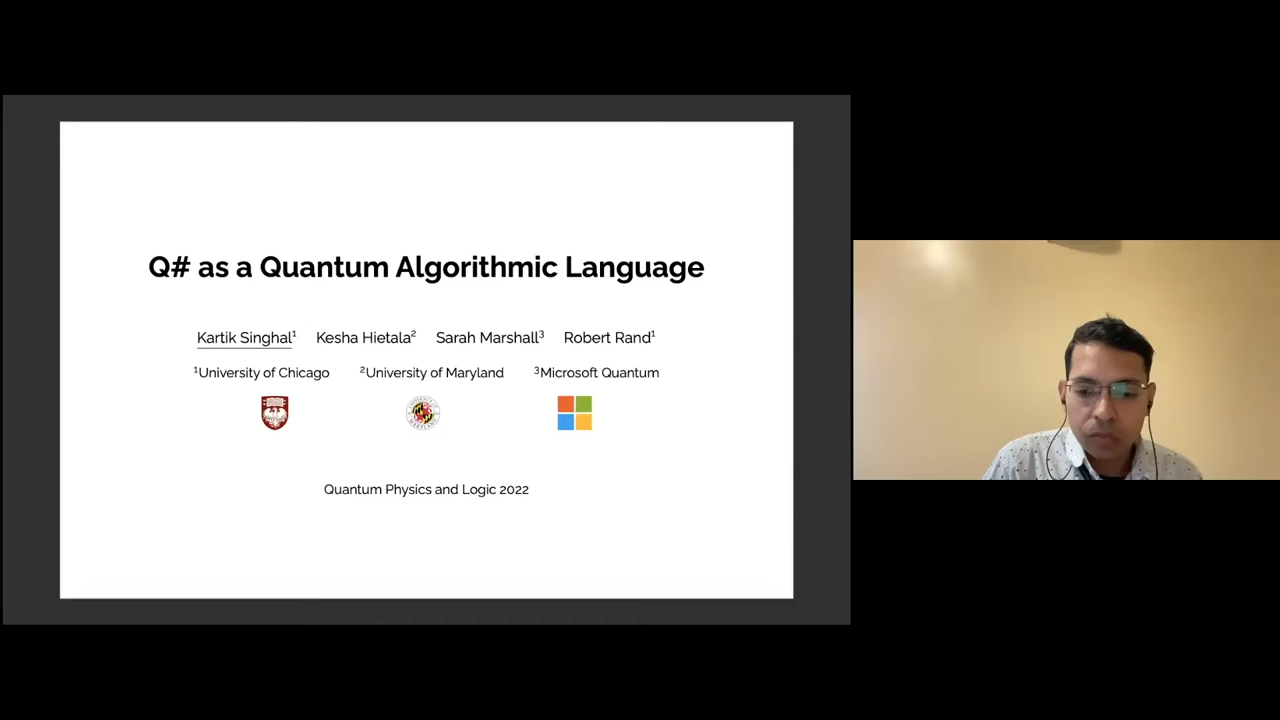 Q# as a Quantum Algorithmic Language
Kartik Singhal¹ Kesha Hietala² Sarah Marshall³ Robert Rand¹
¹University of Chicago ²University of Maryland ³Microsoft Quantum
Quantum Physics and Logic 2022